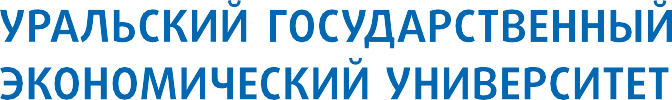 УРАЛЬСКИЙ ГОСУДАРСТВЕННЫЙ
ЭКОНОМИЧЕСКИЙ УНИВЕРСИТЕТ